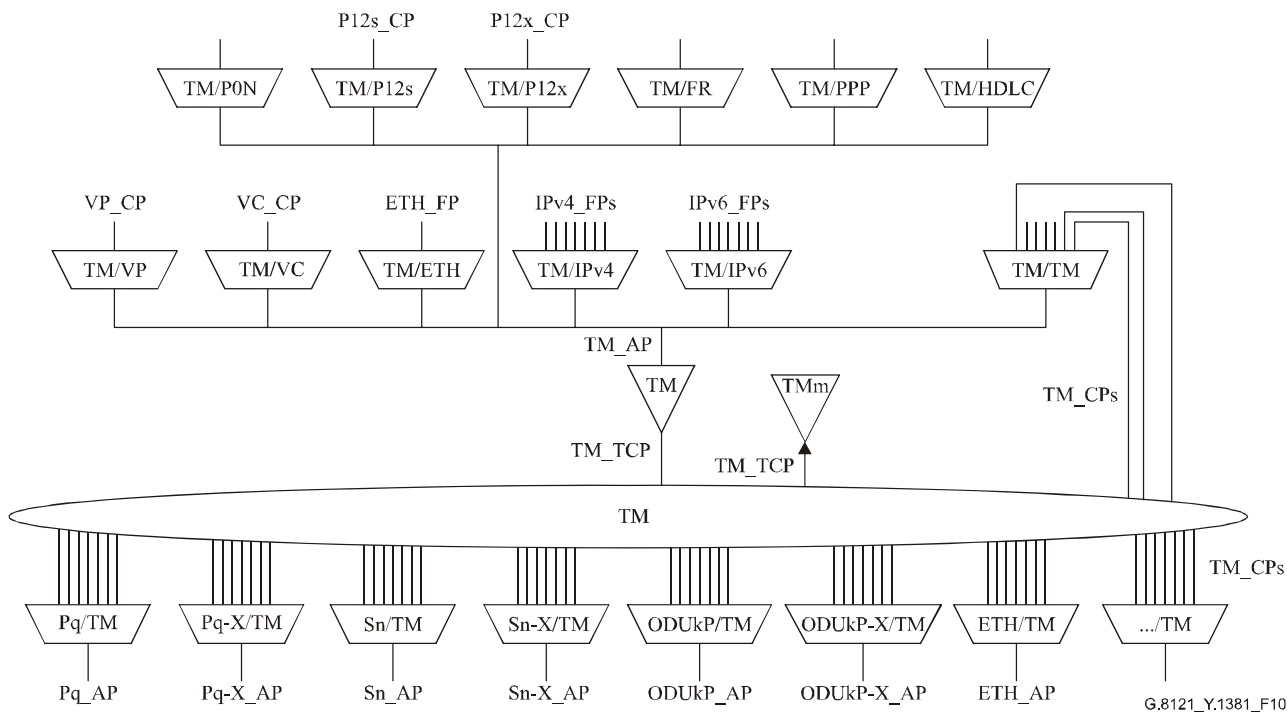 P12s_CP P12x_CP
TM/P0N TM/P12s TM/P12x TM/FR TM/PPP TM/HDLC
VP_CP VC_CP ETH_FP IPv4_FPs IPv6_FPs
TM/VP TM/VC TM/ETH TM/IPv4 TM/IPv6 TM/TM
TM_AP
TM TMm
TM_CPs
TM_TCP TM_TCP
TM
TM_CPs
Pq/TM Pq-X/TM Sn/TM Sn-X/TM ODUkP/TM ODUkP-X/TM ETH/TM .../TM
Pq_AP Pq-X_AP Sn_AP Sn-X_AP ODUkP_AP ODUkP-X_AP ETH_AP
G.8121_Y.1381_F10